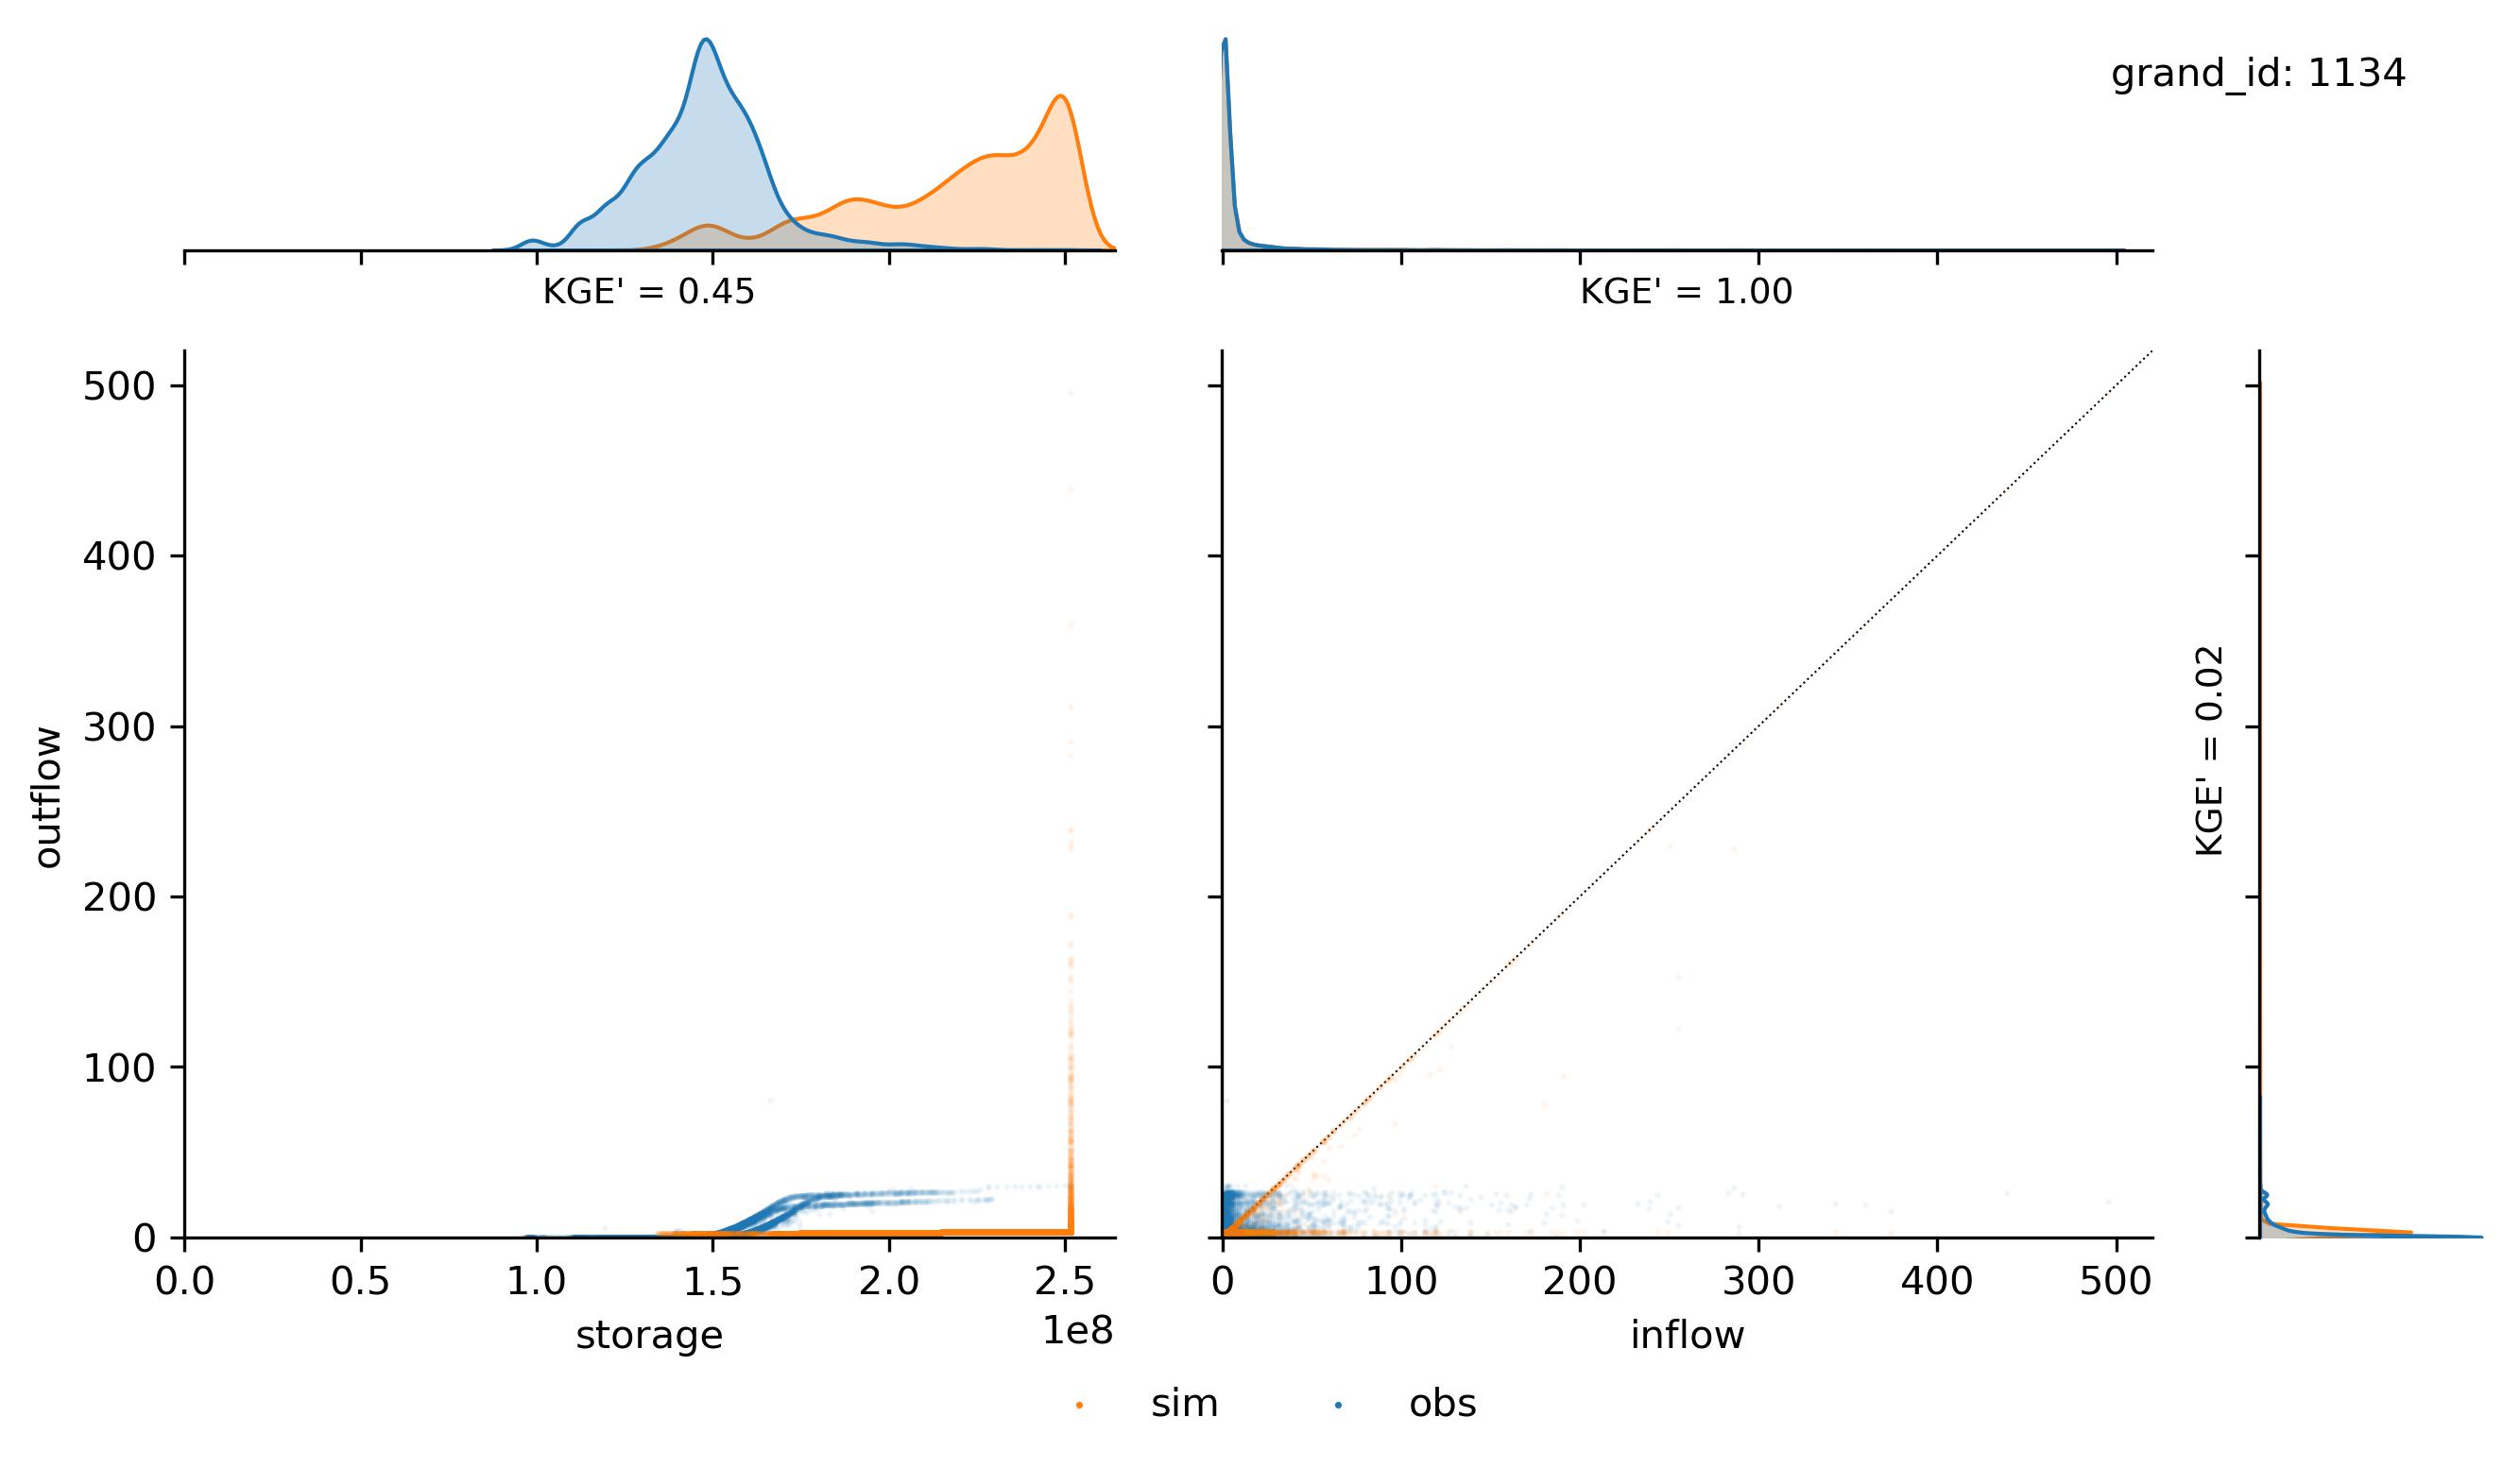 grand_id: 1134
KGE' = 0.45
KGE' = 1.00
500
400
300
200
100
0
outflow
KGE' = 0.02
0.0 0.5 1.0 1.5 2.0 2.5
1e8
storage
0 100 200 300 400 500
inflow
sim obs